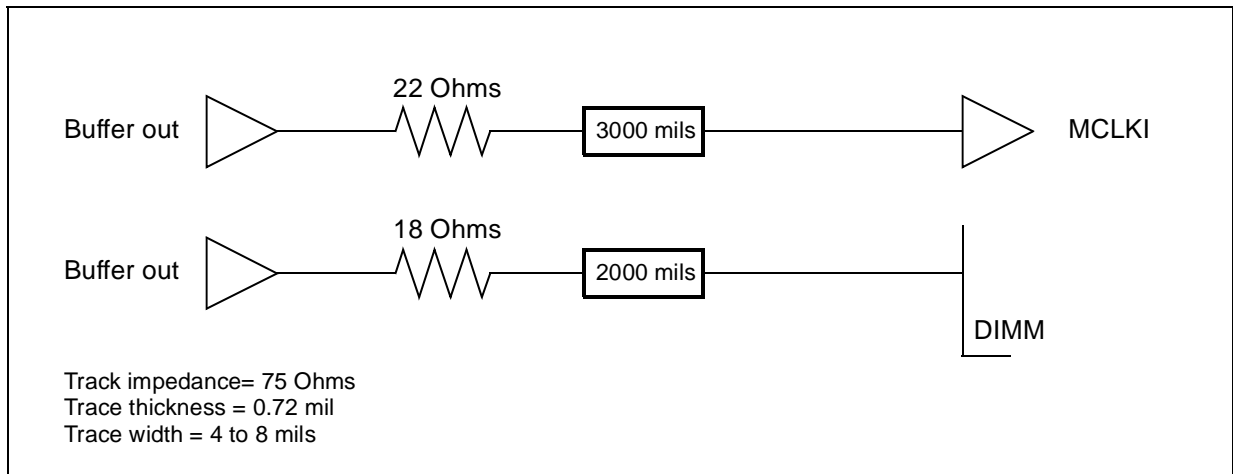 22 Ohms
Buffer out
3000 mils
MCLKI
18 Ohms
Buffer out
2000 mils
DIMM
Track impedance= 75 Ohms
Trace thickness = 0.72 mil
Trace width = 4 to 8 mils